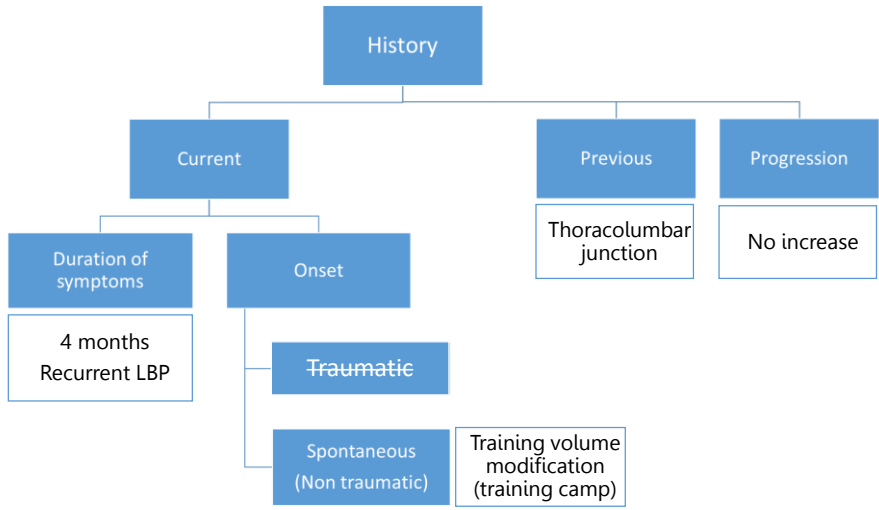 History
Current
Previous
Progression
Thoracolumbar
junction
No increase
Duration of
symptoms
Onset
4 months
Recurrent LBP
Traumatic
Spontaneous
(Non traumatic)
Training volume
modification
(training camp)